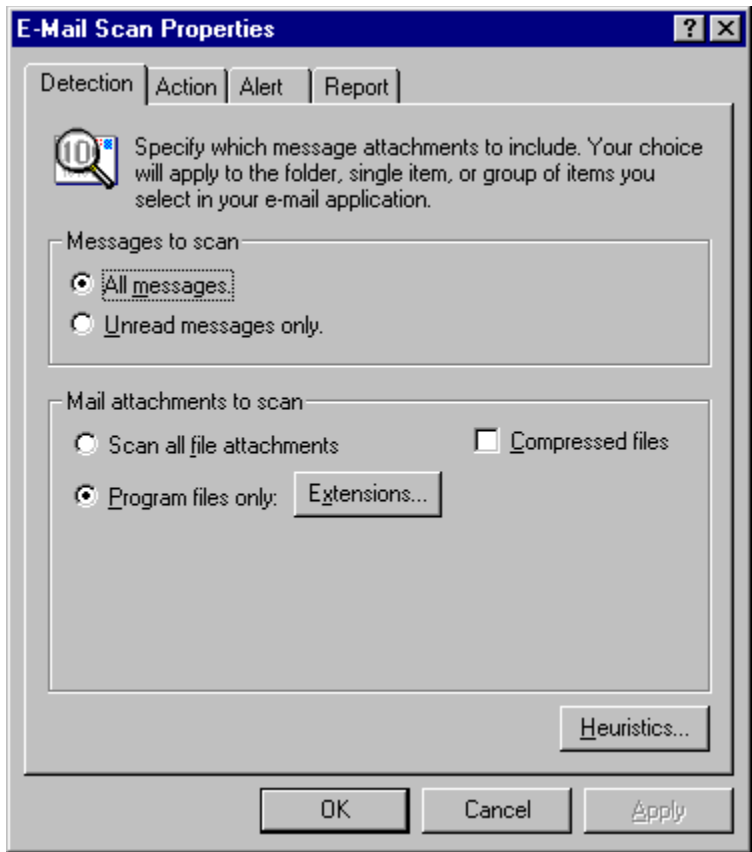 E-Mail Scan Properties
Detection Action Alert Report
Specify which message attachments to include. Your choice
will apply to the folder, single item, or group of items you
select in your e-mail application.
Messages to scan
All messages.
Unread messages only.
Mail attachments to scan
Scan all file attachments Compressed files
Program files only: Extensions...
Heuristics...
OK Cancel Apply